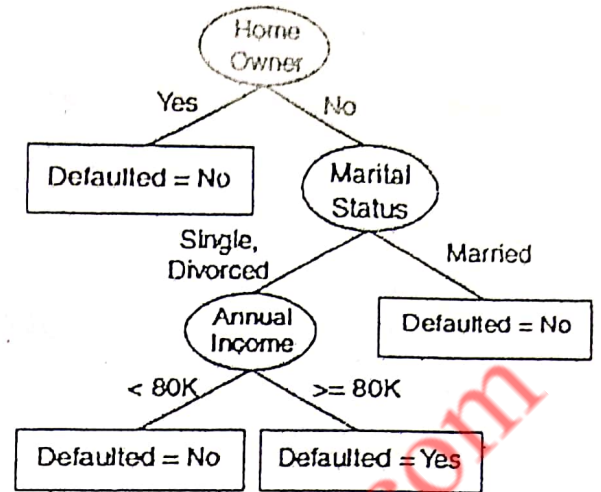 Home
Owner
Yes
No
Defaulted = No
Marital
Status
Single,
Divorced
Married
Annual
Income
Defaulted = No
< 80K
>= 80K
Defaulted = No
Defaulted = Yes
com